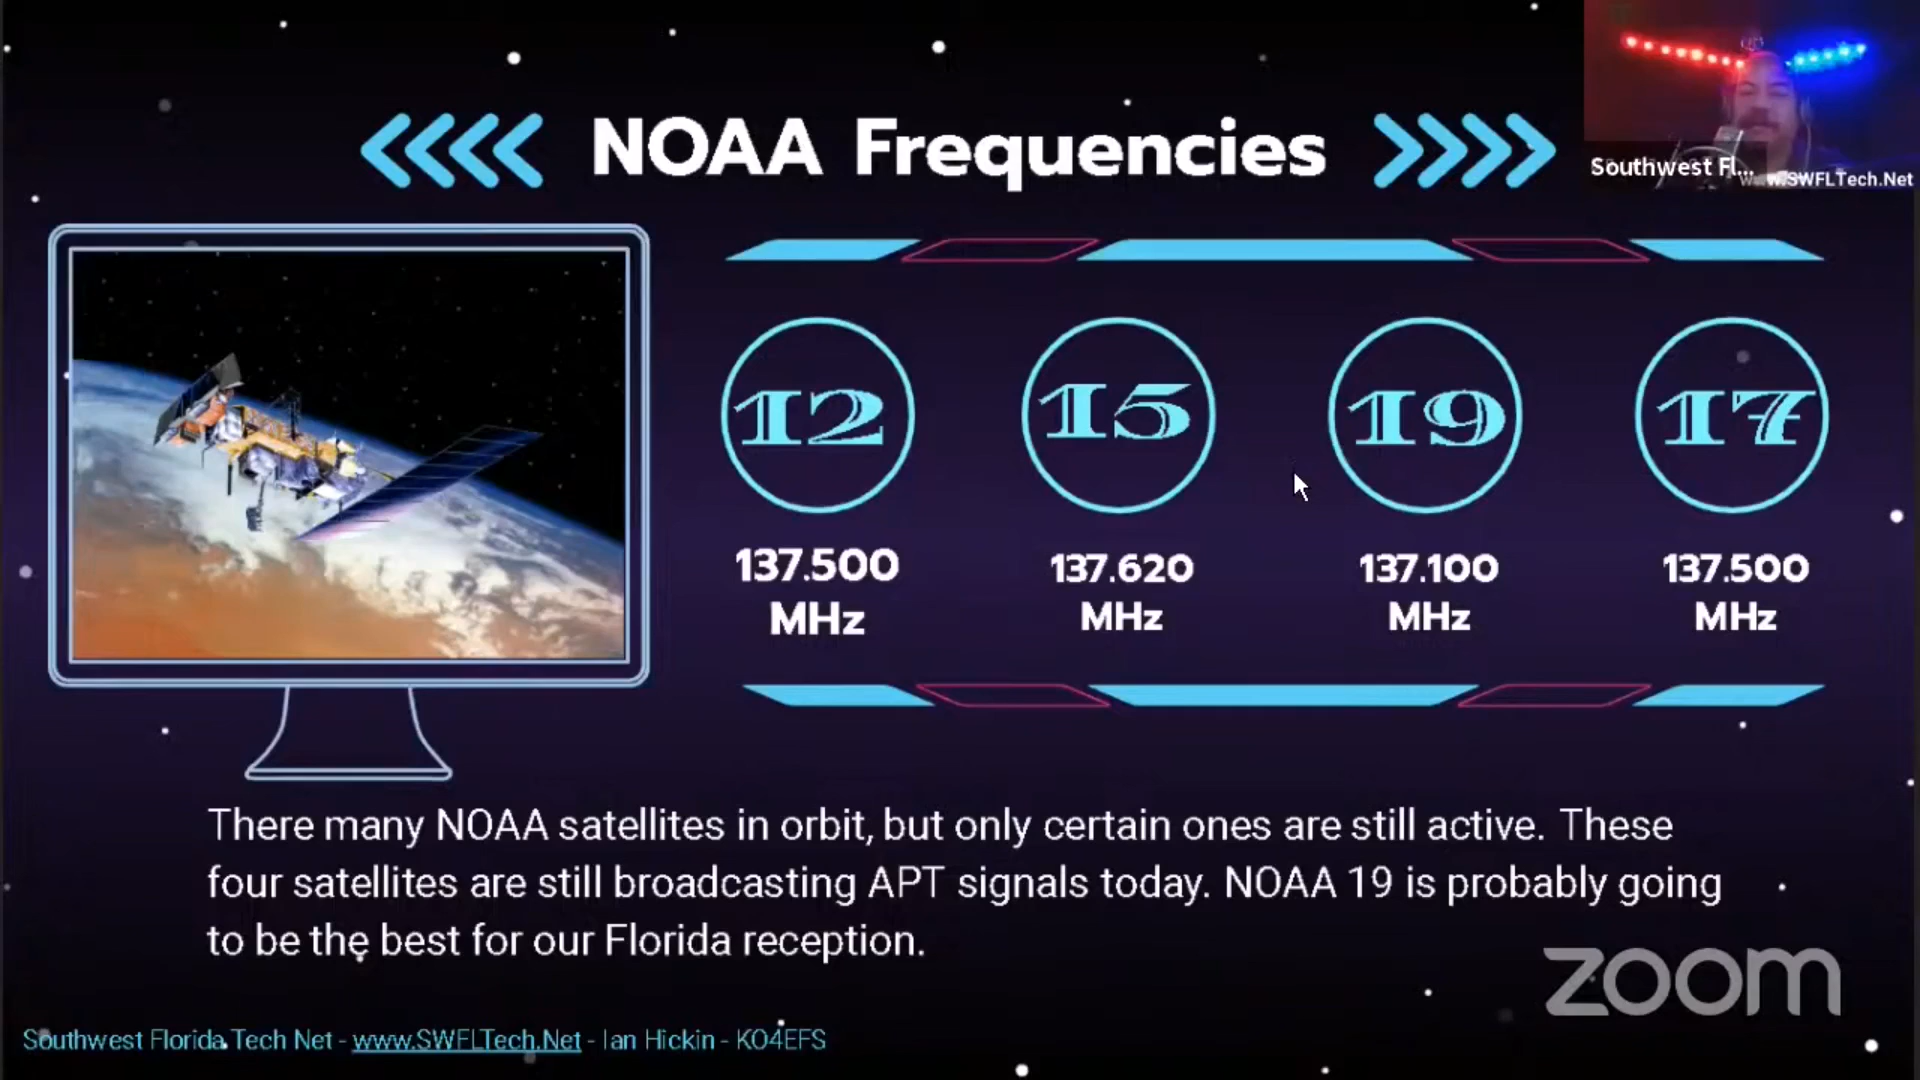 NOAA Frequencies
Southwest Fl...
www.SWFLTech.Net
12 15 19 17
137.500 137.620 137.100 137.500
MHz MHz MHz MHz
There many NOAA satellites in orbit, but only certain ones are still active. These
four satellites are still broadcasting APT signals today. NOAA 19 is probably going
to be the best for our Florida reception.
zoom
Southwest Florida Tech Net - www.SWFLTech.Net - Ian Hickin - KO4EFS